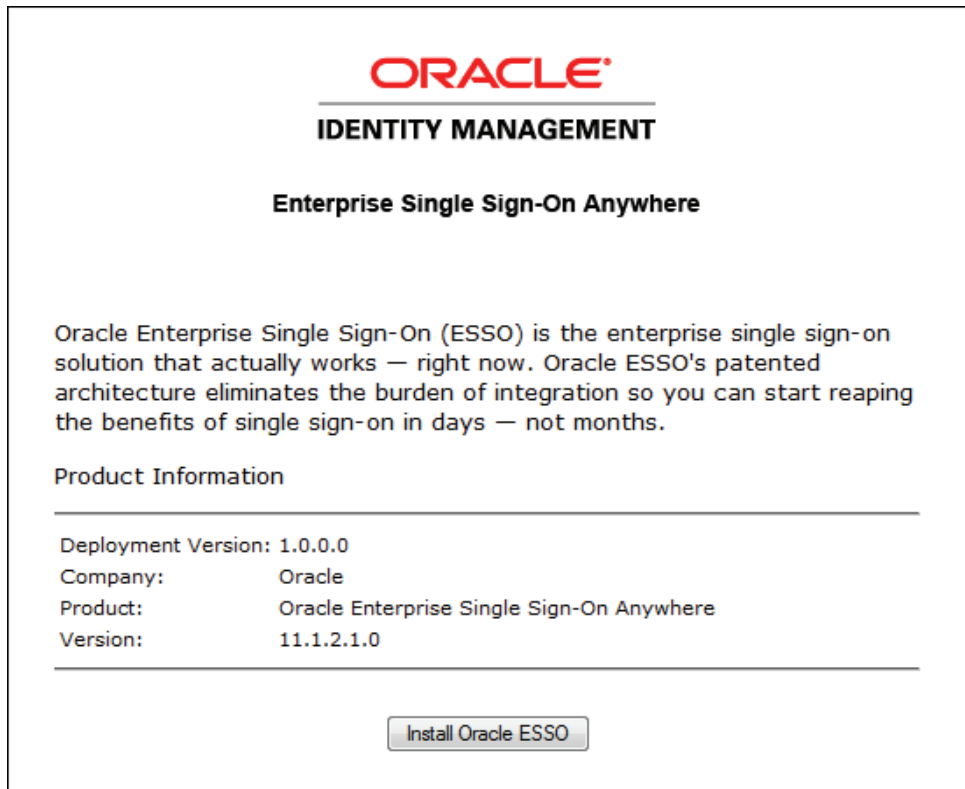 ORACLE®
IDENTITY MANAGEMENT
Enterprise Single Sign-On Anywhere
Oracle Enterprise Single Sign-On (ESSO) is the enterprise single sign-on
solution that actually works — right now. Oracle ESSO's patented
architecture eliminates the burden of integration so you can start reaping
the benefits of single sign-on in days — not months.
Product Information
Deployment Version: 1.0.0.0
Company: Oracle
Product: Oracle Enterprise Single Sign-On Anywhere
Version: 11.1.2.1.0
Install Oracle ESSO